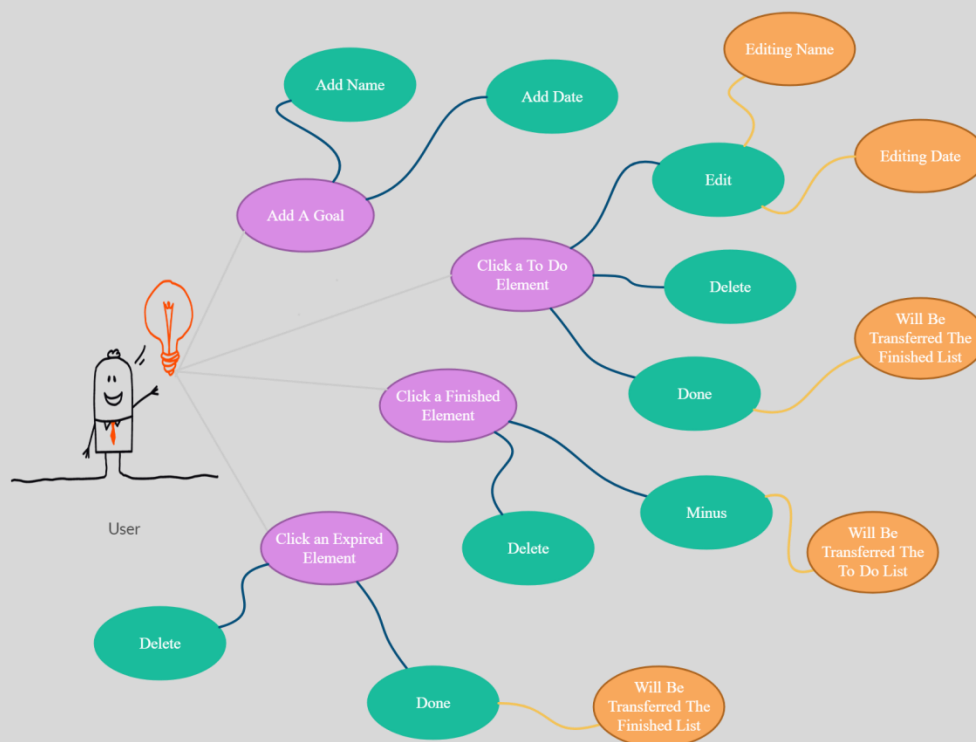 Editing Name
Add Name
Add Date
Editing Date
Edit
Add A Goal
Click a To Do
Element
Delete
Will Be
Transferred The
Finished List
Done
Click a Finished
Element
Minus
User
Click an Expired
Element
Delete
Will Be
Transferred The
To Do List
Delete
Done
Will Be
Transferred The
Finished List